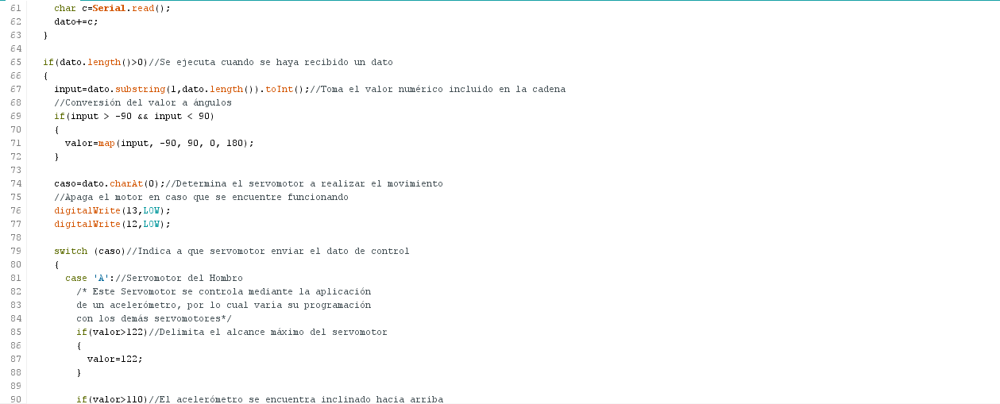 61 char c=Serial.read();
62 dato+=c;
63 }
64
65 if(dato.length()>0)//Se ejecuta cuando se haya recibido un dato
66 {
67 input=dato.substring(1,dato.length()).toInt();//Toma el valor numérico incluido en la cadena
68 //Conversión del valor a ángulos
69 if(input > -90 && input < 90)
70 {
71 valor=map(input, -90, 90, 0, 180);
72 }
73
74 caso=dato.charAt(0);//Determina el servomotor a realizar el movimiento
75 //Apaga el motor en caso que se encuentre funcionando
76 digitalWrite(13,LOW);
77 digitalWrite(12,LOW);
78
79 switch (caso)//Indica a que servomotor enviar el dato de control
80 {
81 case 'A'://Servomotor del Hombro
82 /* Este Servomotor se controla mediante la aplicación
83 de un acelerómetro, por lo cual varía su programación
84 con los demás servomotores*/
85 if(valor>122)//Delimita el alcance máximo del servomotor
86 {
87 valor=122;
88 }
89
90 if(valor>110)//El acelerómetro se encuentra inclinado hacia arriba